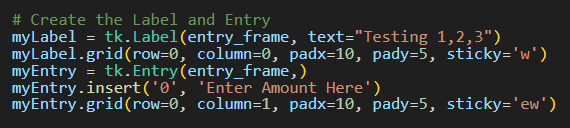 # Create the Label and Entry
myLabel = tk.Label(entry_frame, text="Testing 1,2,3")
myLabel.grid(row=0, column=0, padx=10, pady=5, sticky='w')
myEntry = tk.Entry(entry_frame,)
myEntry.insert('0', 'Enter Amount Here')
myEntry.grid(row=0, column=1, padx=10, pady=5, sticky='ew')